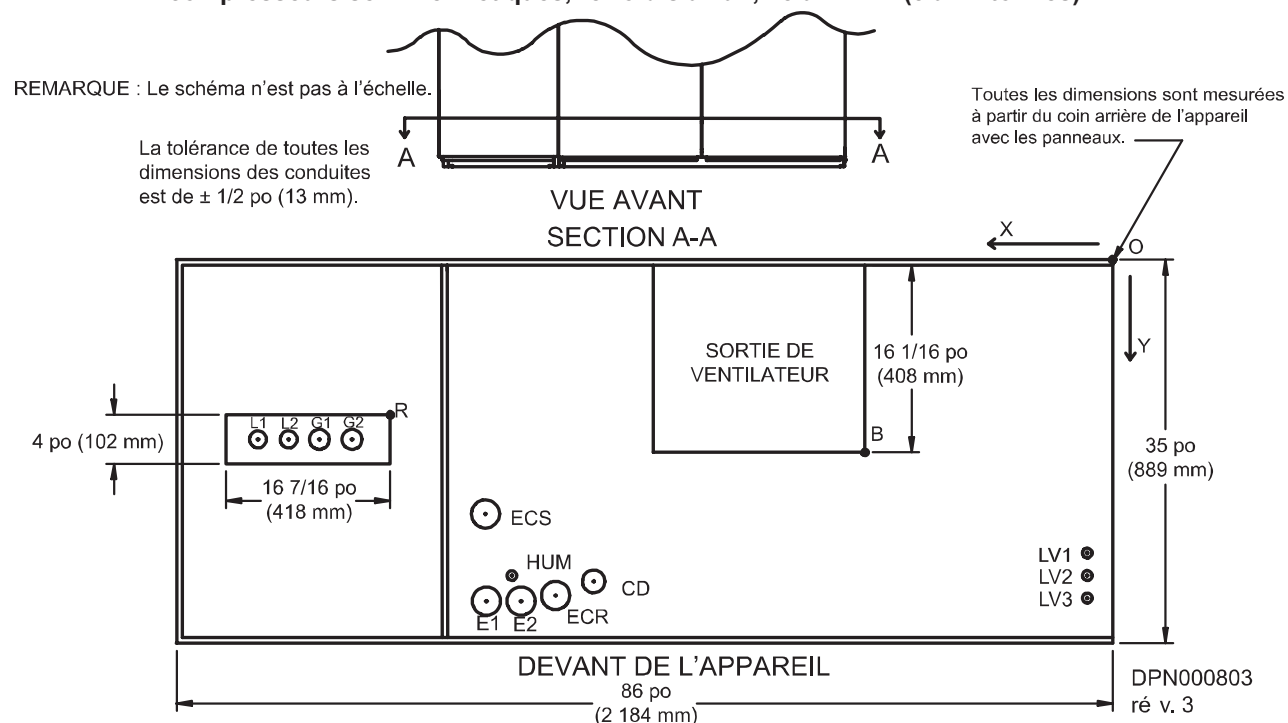 REMARQUE : Le schéma n'est pas à l'échelle.
Toutes les dimensions sont mesurées
à partir du coin arrière de l'appareil
avec les panneaux.
La tolérance de toutes les
dimensions des conduites
est de ± 1/2 po (13 mm).
A
A
VUE AVANT
SECTION A-A
X
O
Y
SORTIE DE
VENTILATEUR
16 1/16 po
(408 mm)
B
35 po
(889 mm)
R
L1 L2 G1 G2
4 po (102 mm)
16 7/16 po
(418 mm)
ECS
HUM
CD
E1 E2 ECR
LV1
LV2
LV3
DEVANT DE L'APPAREIL
86 po
(2 184 mm)
DPN000803
ré v. 3